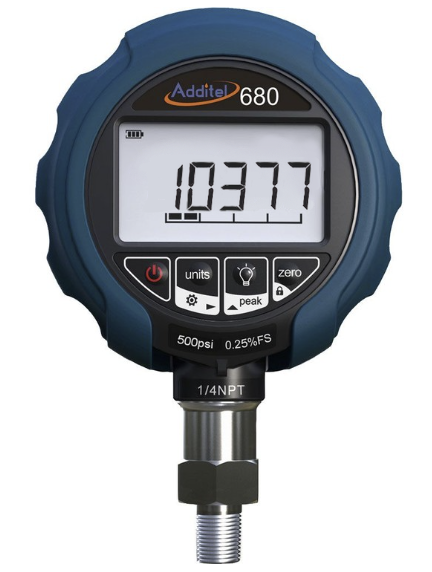 Additel 680
10377
units
zero
peak
500psi 0.25%FS
1/4NPT